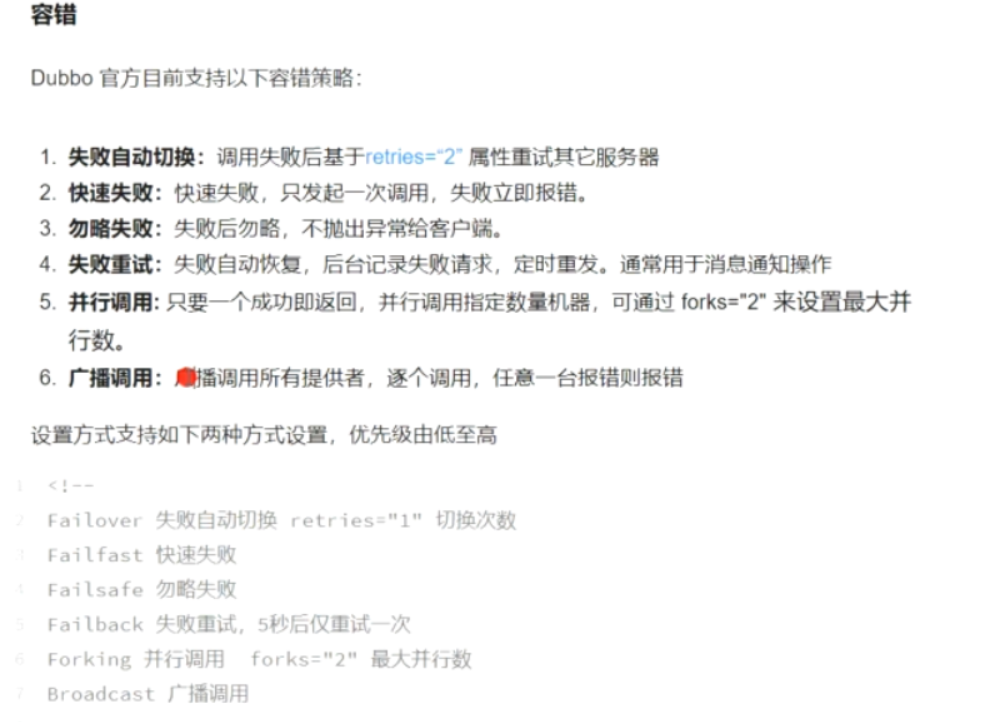 容错
Dubbo 官方目前支持以下容错策略：
1. 失败自动切换：调用失败后基于retries=“2” 属性重试其它服务器
2. 快速失败：快速失败，只发起一次调用，失败立即报错。
3. 勿略失败：失败后勿略，不抛出异常给客户端。
4. 失败重试：失败自动恢复，后台记录失败请求，定时重发。通常用于消息通知操作
5. 并行调用: 只要一个成功即返回，并行调用指定数量机器，可通过 forks="2" 来设置最大并
行数。
6. 广播调用：播调用所有提供者，逐个调用，任意一台报错则报错
设置方式支持如下两种方式设置，优先级由低至高
1 <!--
2 Failover 失败自动切换 retries="1" 切换次数
3 Failfast 快速失败
4 Failsafe 勿略失败
5 Failback 失败重试，5秒后仅重试一次
6 Forking 并行调用 forks="2" 最大并行数
7 Broadcast 广播调用